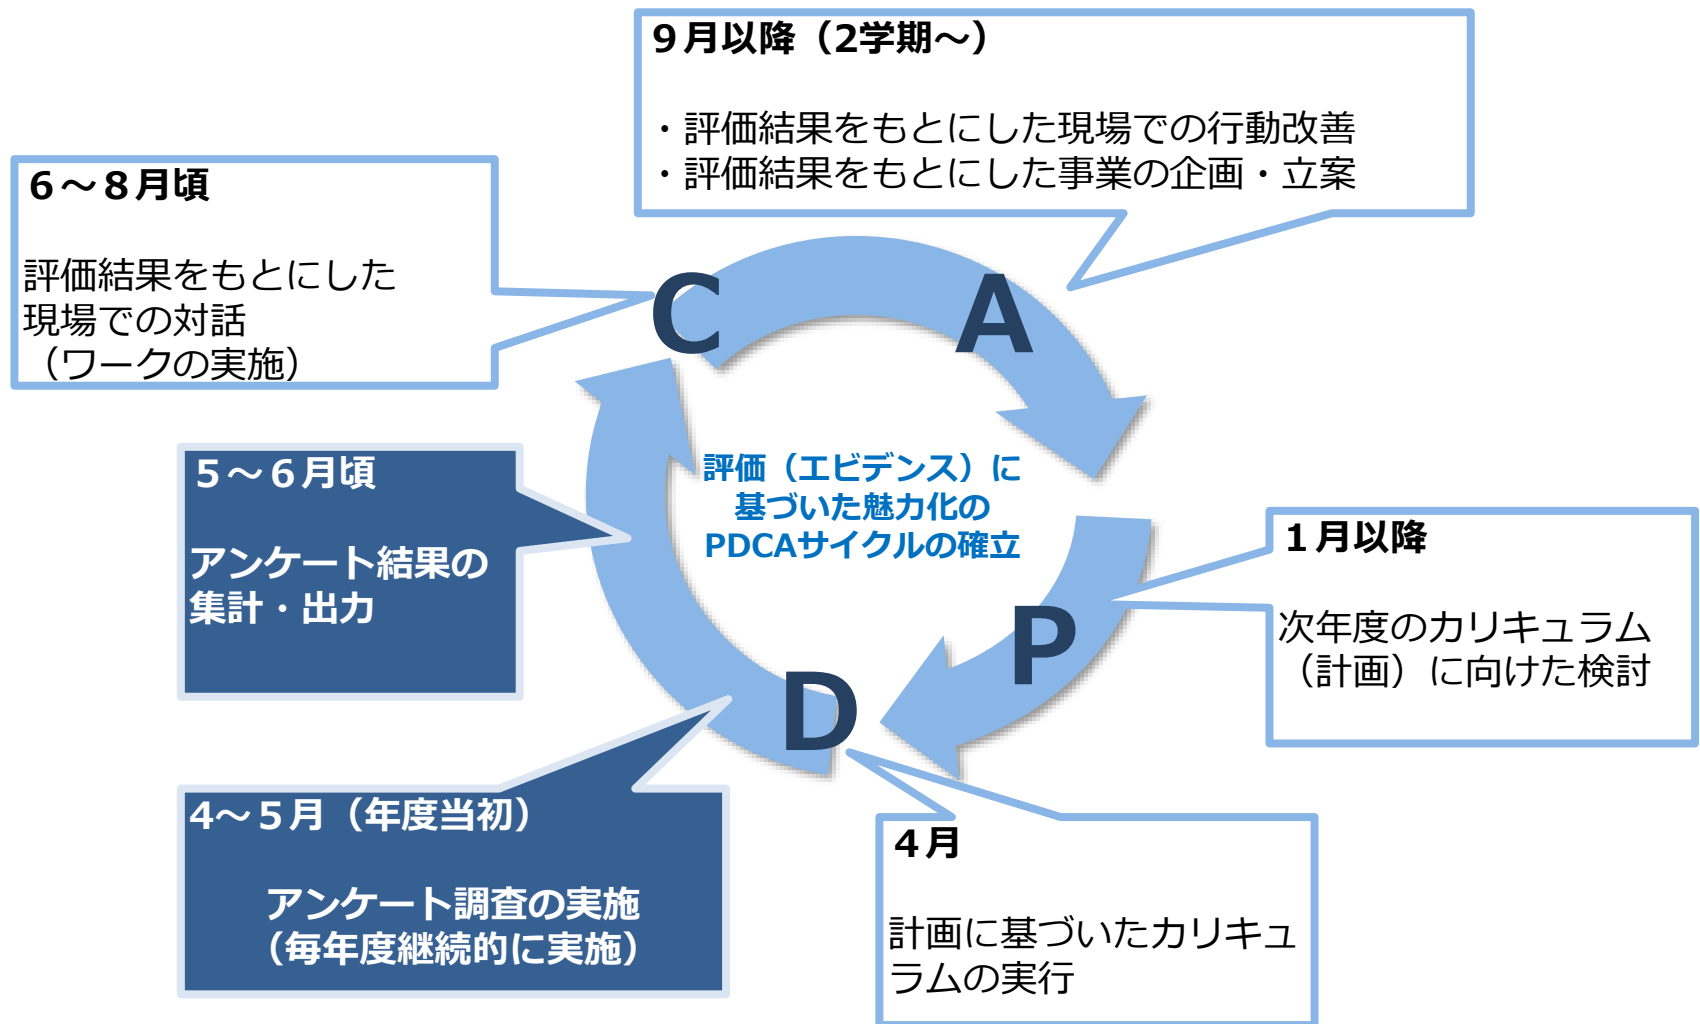 ９月以降（2学期～）
・評価結果をもとにした現場での行動改善
・評価結果をもとにした事業の企画・立案
６～８月頃
評価結果をもとにした
現場での対話
（ワークの実施）
C
A
５～６月頃
アンケート結果の
集計・出力
評価（エビデンス）に
基づいた魅力化の
PDCAサイクルの確立
１月以降
次年度のカリキュラム
（計画）に向けた検討
P
D
4～５月（年度当初）
アンケート調査の実施
（毎年度継続的に実施）
４月
計画に基づいたカリキュ
ラムの実行